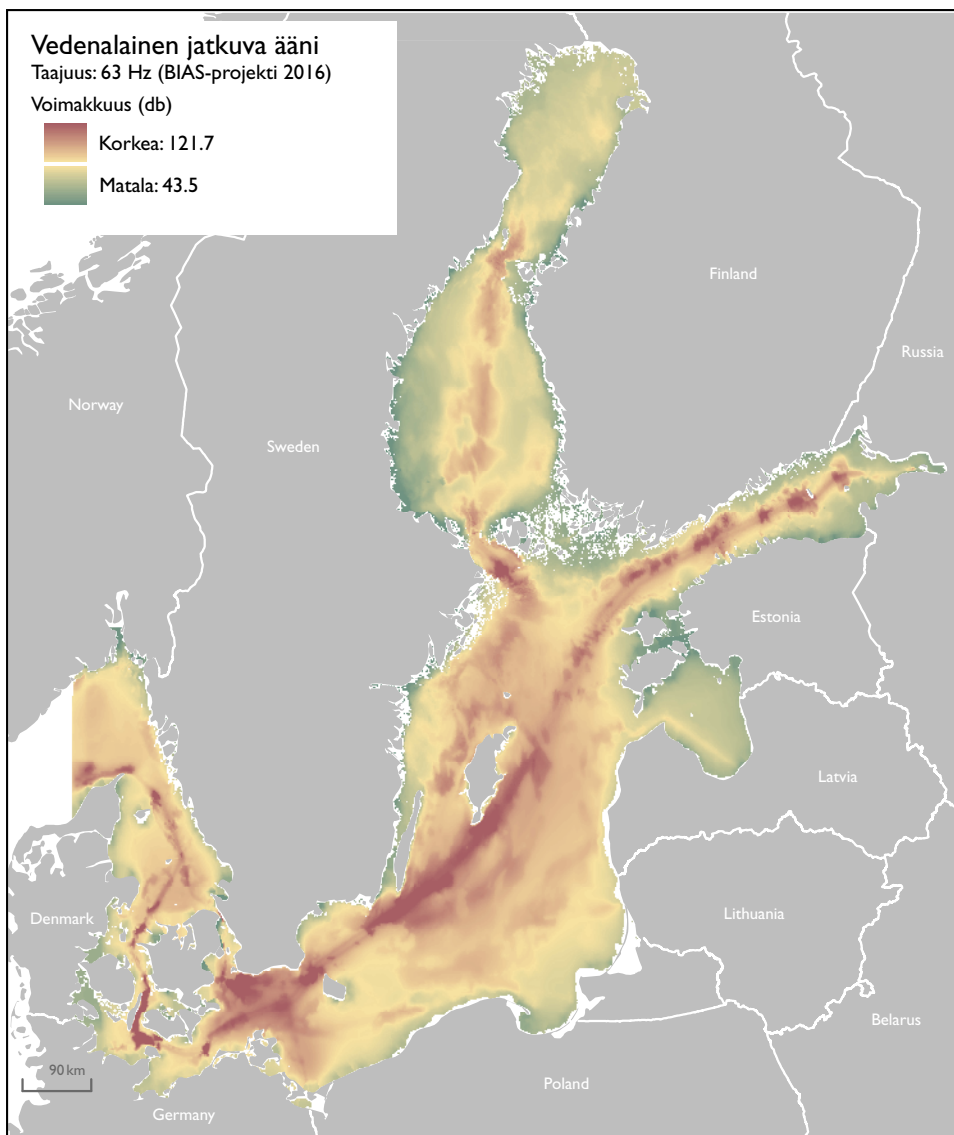 Vedenalainen jatkuva ääni
Taajuus: 63 Hz (BIAS-projekti 2016)
Voimakkuus (db)
Korkea: 121.7
Matala: 43.5
Finland
Russia
Norway
Sweden
Estonia
Latvia
Denmark
Lithuania
Belarus
90 km
Poland
Germany